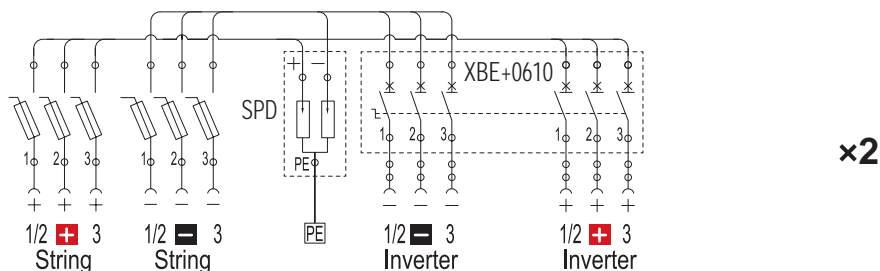 XBE+0610
+ −
SPD
1 2 3 1 2 3 PE 1 2 3 1 2 3
×2
+ + + − − − − − − + + +
1/2 + 3 1/2 − 3 PE 1/2 − 3 1/2 + 3
String String Inverter Inverter